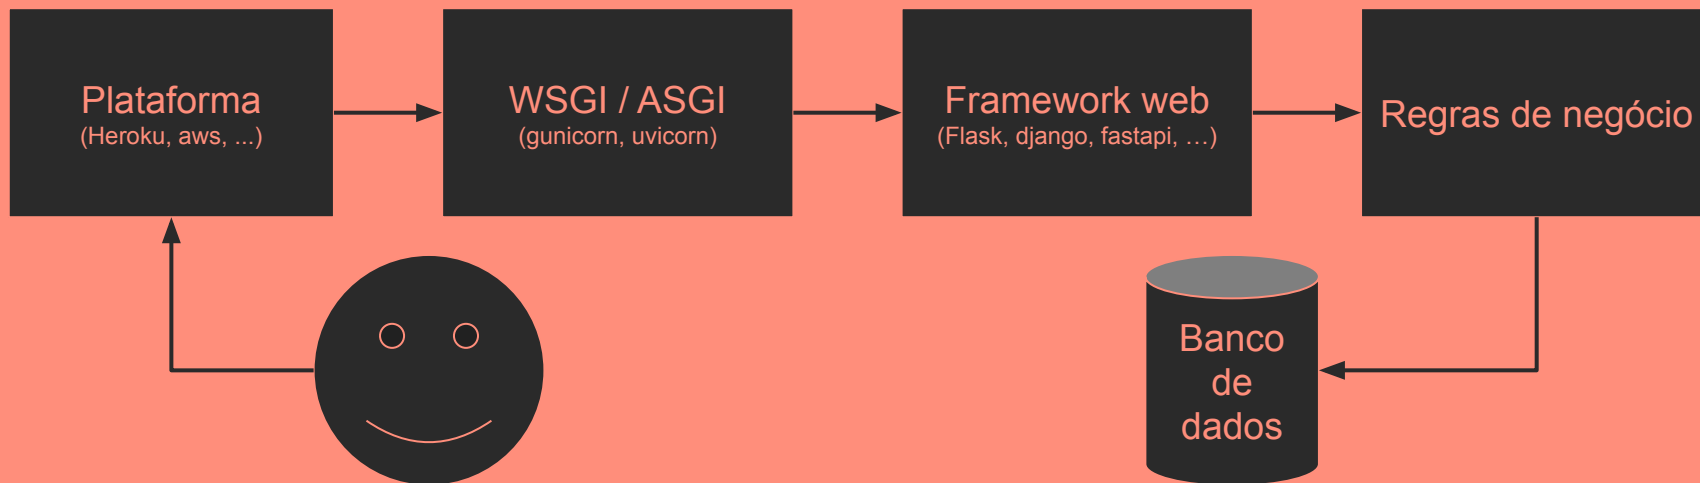 Plataforma
(Heroku, aws, ...)
WSGI / ASGI
(gunicorn, uvicorn)
Framework web
(Flask, django, fastapi, …)
Regras de negócio
Banco
de
dados